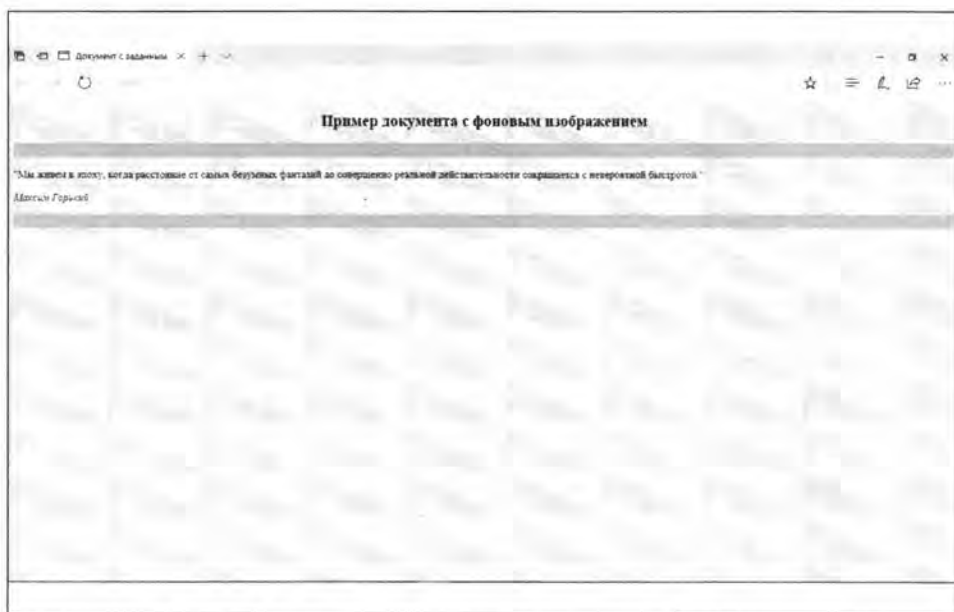 Документ с заданным
Пример документа с фоновым изображением
"Мы живем в эпоху, когда расстояние от самых безумных фантазий до совершенно реальной действительности сокращается с невероятной быстротой."
Максим Горький